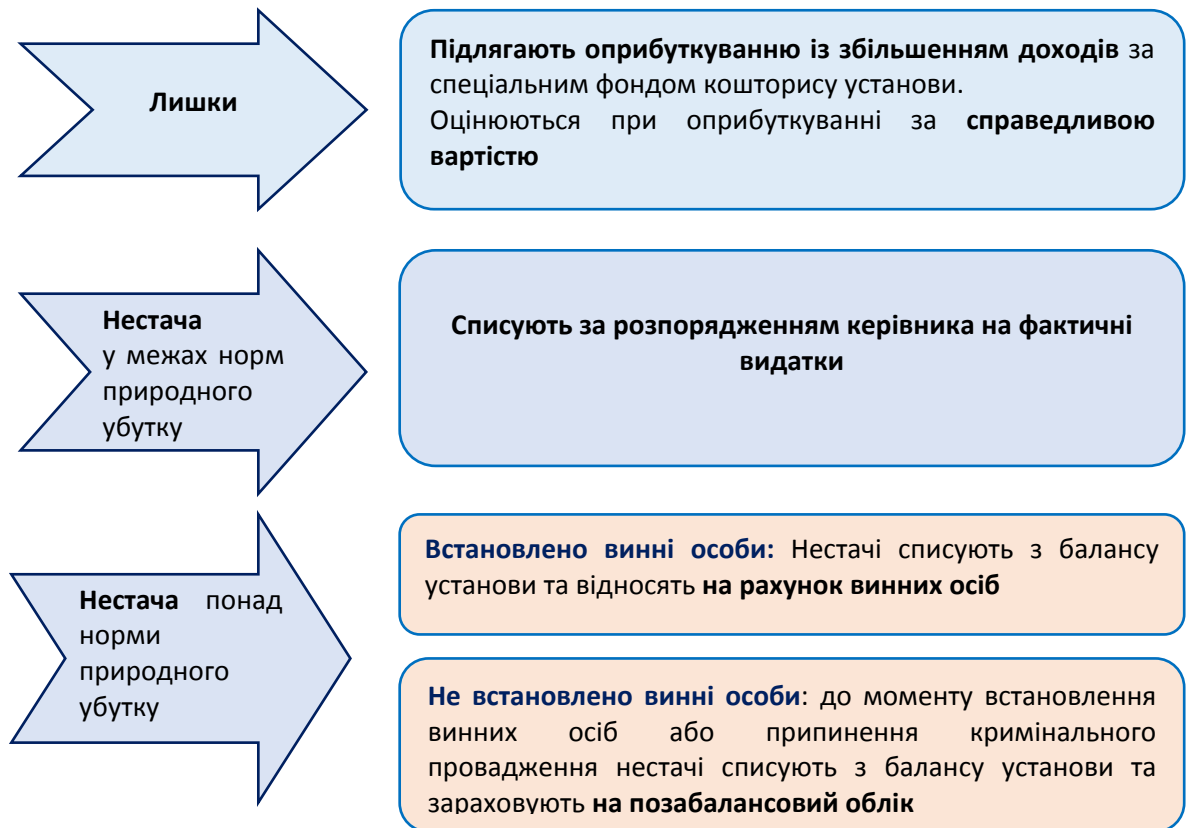 Лишки
Підлягають оприбуткуванню із збільшенням доходів за
спеціальним фондом кошторису установи.
Оцінюються при оприбуткуванні за справедливою
вартістю
Нестача
у межах норм
природного
убутку
Списують за розпорядженням керівника на фактичні
видатки
Нестача понад
норми
природного
убутку
Встановлено винні особи: Нестачі списують з балансу
установи та відносять на рахунок винних осіб
Не встановлено винні особи: до моменту встановлення
винних осіб або припинення кримінального
провадження нестачі списують з балансу установи та
зараховують на позабалансовий облік